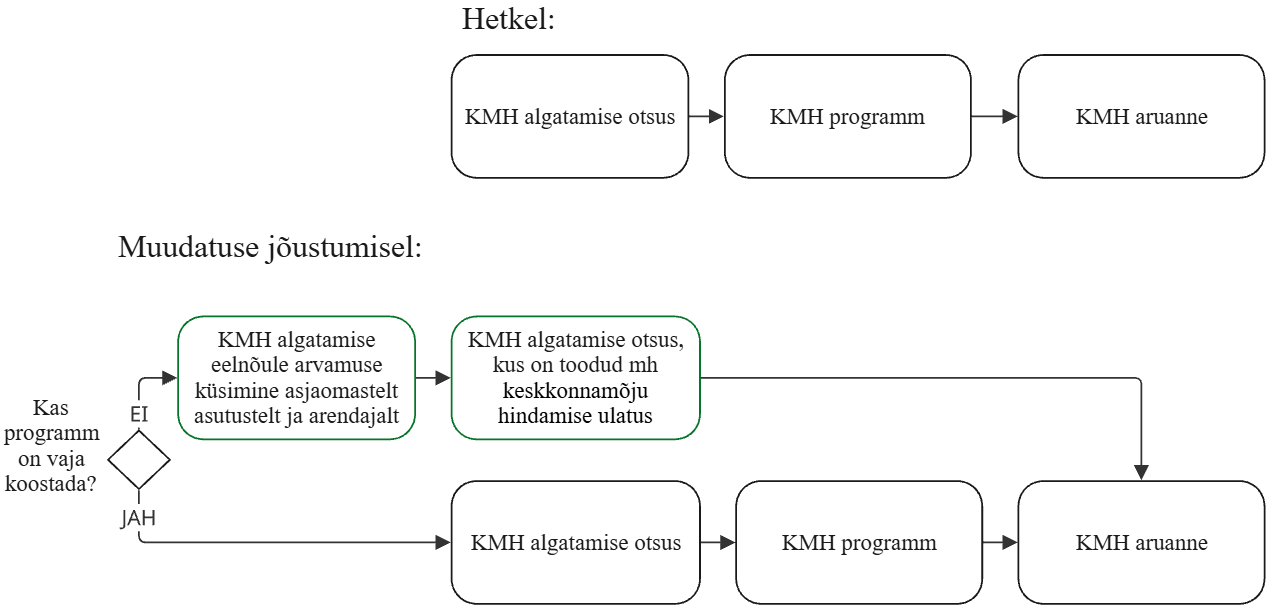 Hetkel:
KMH algatamise otsus
KMH programm
KMH aruanne
Muudatuse jõustumisel:
Kas
programm
on vaja
koostada?
EI
KMH algatamise
eelnõule arvamuse
küsimine asjaomastelt
asutustelt ja arendajalt
KMH algatamise otsus,
kus on toodud mh
keskkonnamõju
hindamise ulatus
JAH
KMH algatamise otsus
KMH programm
KMH aruanne